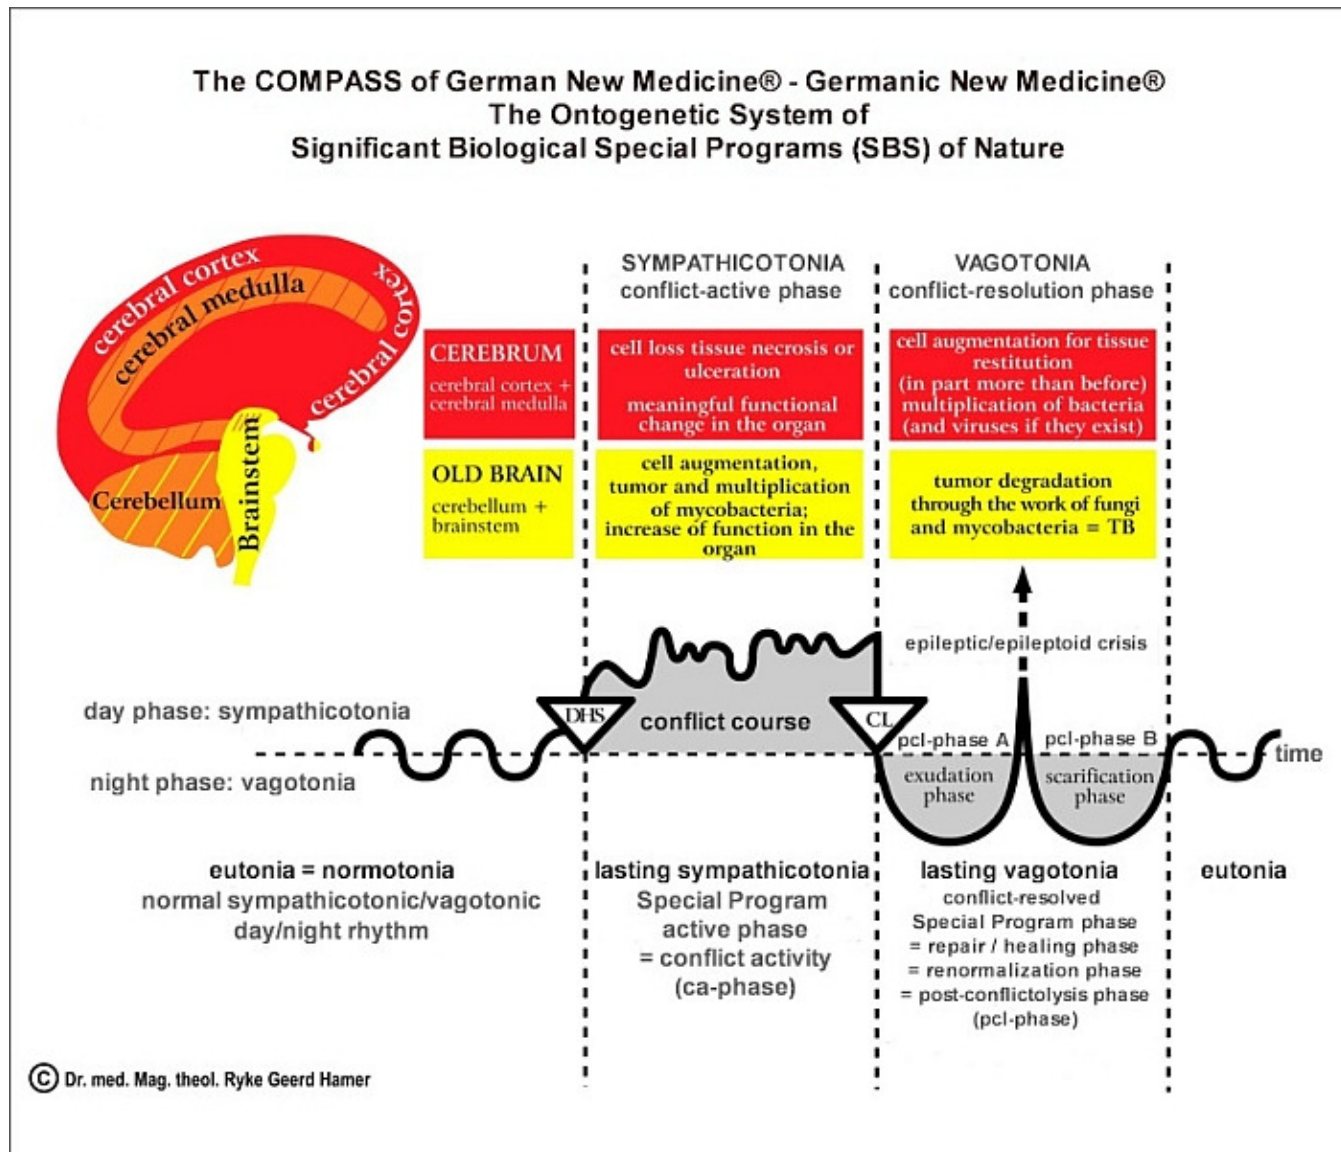 The COMPASS of German New Medicine® - Germanic New Medicine®
The Ontogenetic System of
Significant Biological Special Programs (SBS) of Nature
cerebral cortex
cerebral medulla
cerebral cortex
cerebral cortex
Cerebellum
Brainstem
SYMPATHICOTONIA
conflict-active phase
VAGOTONIA
conflict-resolution phase
CEREBRUM
cerebral cortex +
cerebral medulla
cell loss tissue necrosis or
ulceration
meaningful functional
change in the organ
cell augmentation for tissue
restitution
(in part more than before)
multiplication of bacteria
(and viruses if they exist)
OLD BRAIN
cerebellum +
brainstem
cell augmentation,
tumor and multiplication
of mycobacteria;
increase of function in the
organ
tumor degradation
through the work of fungi
and mycobacteria = TB
epileptic/epileptoid crisis
day phase: sympathicotonia
DHS
conflict course
CL
pcl-phase A
pcl-phase B
time
night phase: vagotonia
exudation
phase
scarification
phase
eutonia = normotonia
normal sympathicotonic/vagotonic
day/night rhythm
lasting sympathicotonia
Special Program
active phase
= conflict activity
(ca-phase)
lasting vagotonia
conflict-resolved
Special Program phase
= repair / healing phase
= renormalization phase
= post-conflictolysis phase
(pcl-phase)
eutonia
© Dr. med. Mag. theol. Ryke Geerd Hamer